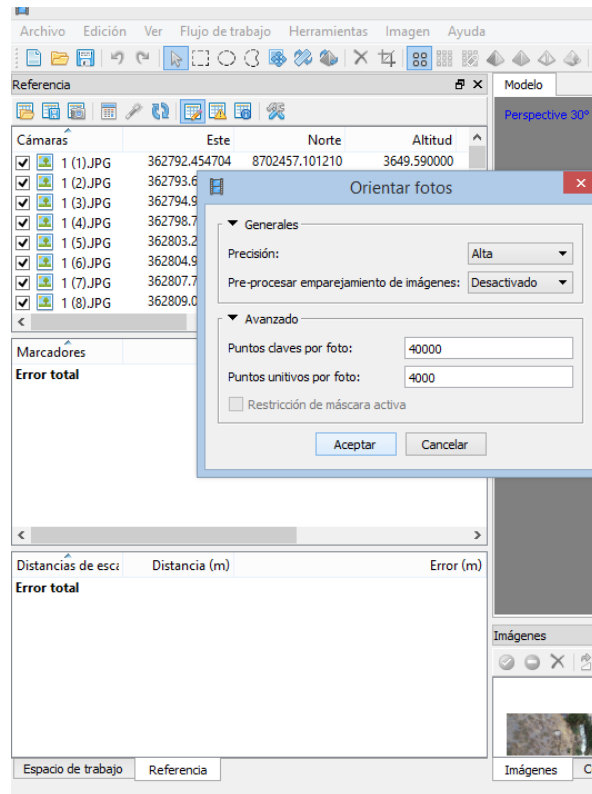 Archivo Edición Ver Flujo de trabajo Herramientas Imagen Ayuda
Referencia
Modelo
Perspective 30°
Cámaras Este Norte Altitud
1 (1).JPG 362792.454704 8702457.101210 3649.590000
1 (2).JPG 362793.6
1 (3).JPG 362794.9
1 (4).JPG 362798.7
1 (5).JPG 362803.2
1 (6).JPG 362804.9
1 (7).JPG 362807.7
1 (8).JPG 362809.0
Orientar fotos
Generales
Precisión: Alta
Pre-procesar emparejamiento de imágenes: Desactivado
Avanzado
Puntos claves por foto: 40000
Puntos unitivos por foto: 4000
Restricción de máscara activa
Aceptar Cancelar
Marcadores
Error total
Distancias de esca Distancia (m) Error (m)
Error total
Imágenes
Espacio de trabajo Referencia
Imágenes C